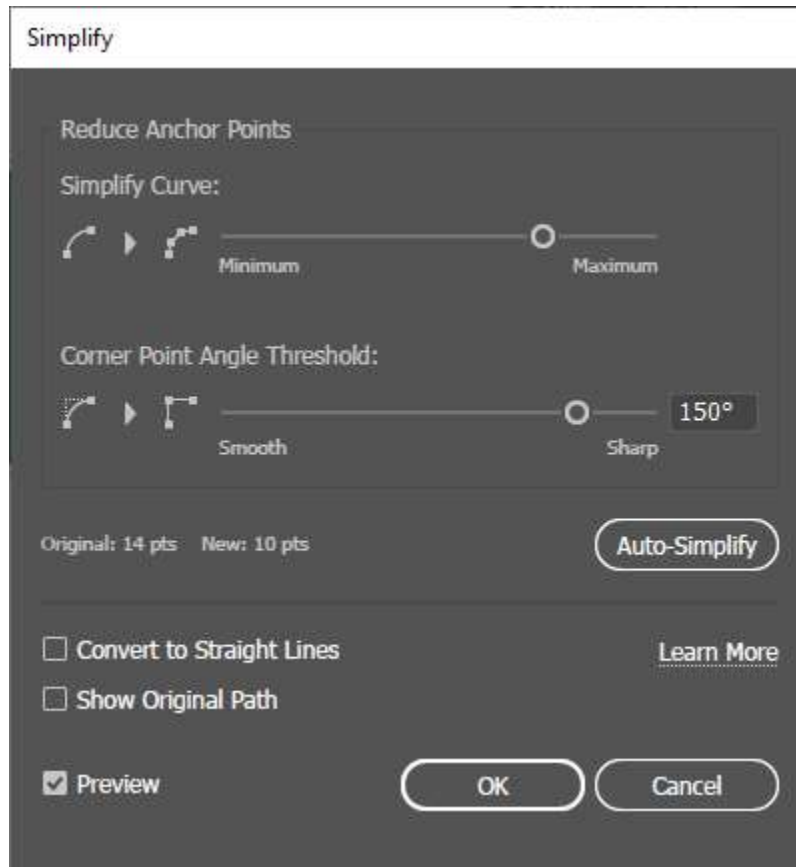 Simplify
Reduce Anchor Points
Simplify Curve:
Minimum Maximum
Corner Point Angle Threshold:
150°
Smooth Sharp
Original: 14 pts New: 10 pts Auto-Simplify
Convert to Straight Lines Learn More
Show Original Path
Preview OK Cancel